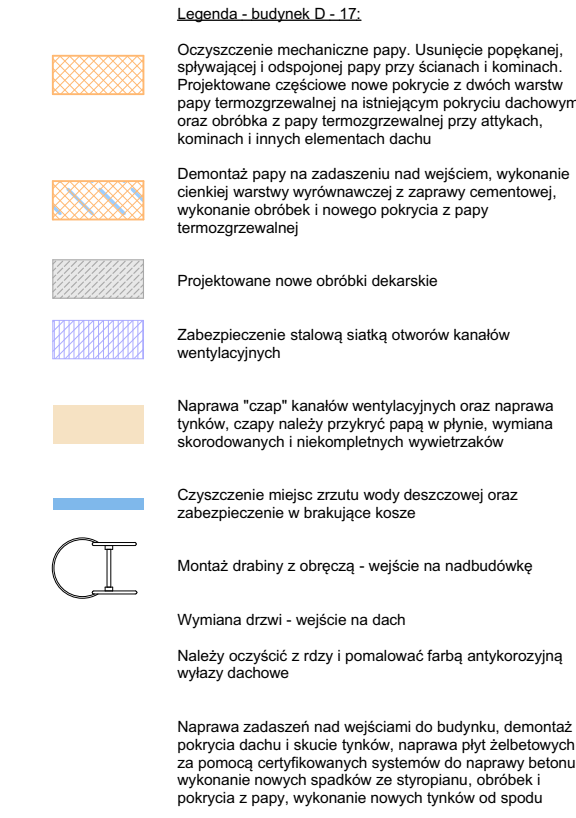 Legenda - budynek D - 17:
Oczyszczenie mechaniczne papy. Usunięcie popękanej,
spływającej i odspojonej papy przy ścianach i kominach.
Projektowane częściowe nowe pokrycie z dwóch warstw
papy termozgrzewalnej na istniejącym pokryciu dachowym
oraz obróbka z papy termozgrzewalnej przy attykach,
kominach i innych elementach dachu
Demontaż papy na zadaszeniu nad wejściem, wykonanie
cienkiej warstwy wyrównawczej z zaprawy cementowej,
wykonanie obróbek i nowego pokrycia z papy
termozgrzewalnej
Projektowane nowe obróbki dekarskie
Zabezpieczenie stalową siatką otworów kanałów
wentylacyjnych
Naprawa "czap" kanałów wentylacyjnych oraz naprawa
tynków, czapy należy przykryć papą w płynie, wymiana
skorodowanych i niekompletnych wywietrzaków
Czyszczenie miejsc zrzutu wody deszczowej oraz
zabezpieczenie w brakujące kosze
Montaż drabiny z obręczą - wejście na nadbudówkę
Wymiana drzwi - wejście na dach
Należy oczyścić z rdzy i pomalować farbą antykorozyjną
wyłazy dachowe
Naprawa zadaszeń nad wejściami do budynku, demontaż
pokrycia dachu i skucie tynków, naprawa płyt żelbetowych
za pomocą certyfikowanych systemów do naprawy betonu
wykonanie nowych spadków ze styropianu, obróbek i
pokrycia z papy, wykonanie nowych tynków od spodu